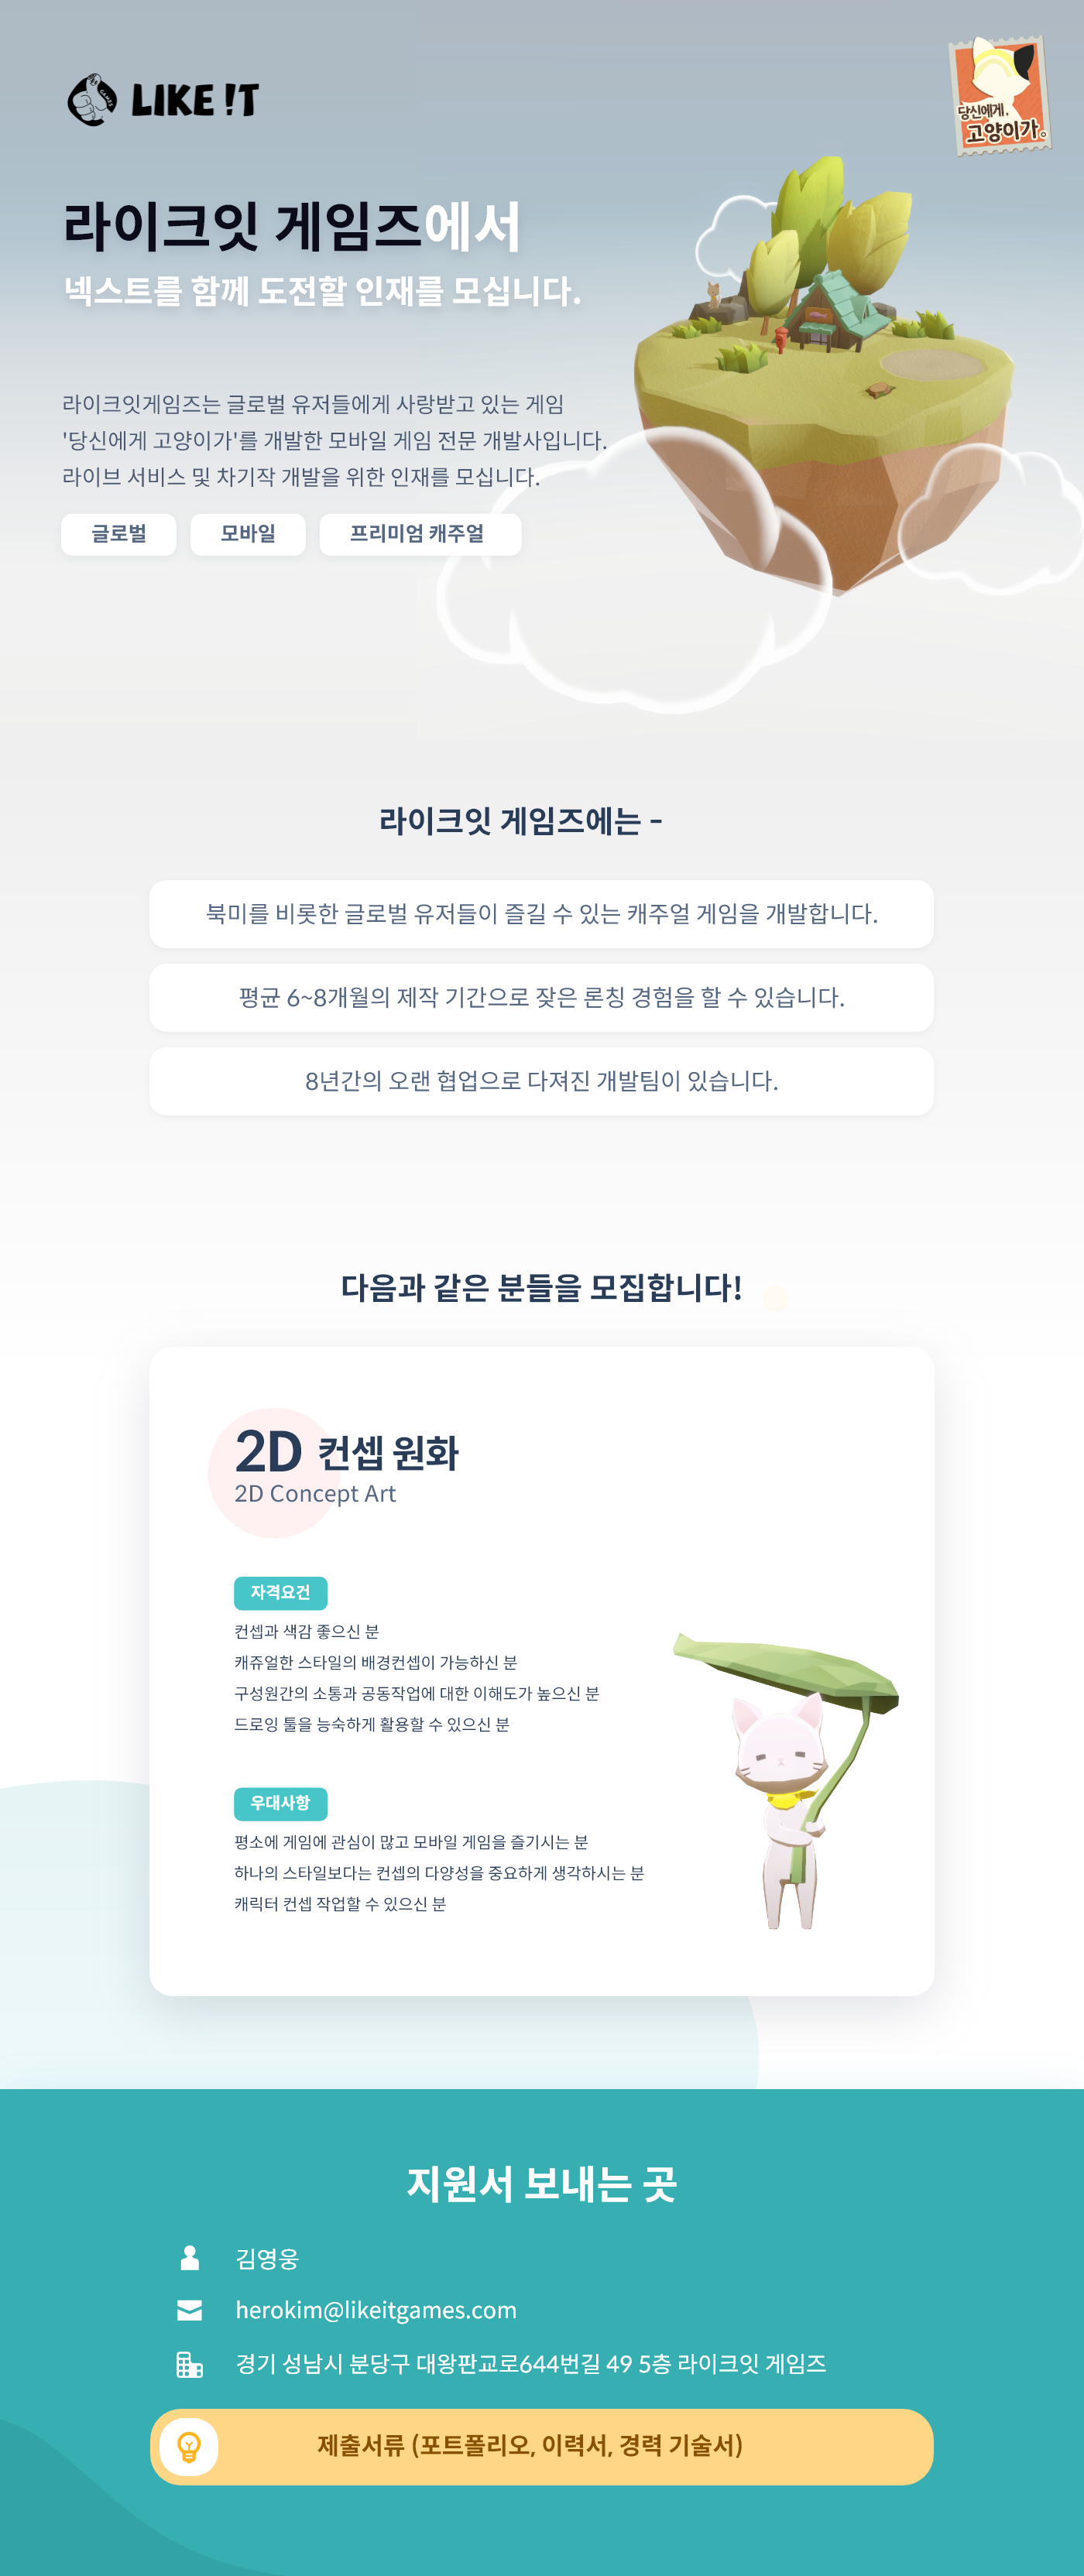 LIKE !T
당신에게,
고양이가。
라이크잇 게임즈에서
넥스트를 함께 도전할 인재를 모십니다.
라이크잇게임즈는 글로벌 유저들에게 사랑받고 있는 게임
'당신에게 고양이가'를 개발한 모바일 게임 전문 개발사입니다.
라이브 서비스 및 차기작 개발을 위한 인재를 모십니다.
글로벌 모바일 프리미엄 캐주얼
라이크잇 게임즈에는 -
북미를 비롯한 글로벌 유저들이 즐길 수 있는 캐주얼 게임을 개발합니다.
평균 6~8개월의 제작 기간으로 잦은 론칭 경험을 할 수 있습니다.
8년간의 오랜 협업으로 다져진 개발팀이 있습니다.
다음과 같은 분들을 모집합니다!
2D 컨셉 원화
2D Concept Art
자격요건
컨셉과 색감 좋으신 분
캐쥬얼한 스타일의 배경컨셉이 가능하신 분
구성원간의 소통과 공동작업에 대한 이해도가 높으신 분
드로잉 툴을 능숙하게 활용할 수 있으신 분
우대사항
평소에 게임에 관심이 많고 모바일 게임을 즐기시는 분
하나의 스타일보다는 컨셉의 다양성을 중요하게 생각하시는 분
캐릭터 컨셉 작업할 수 있으신 분
지원서 보내는 곳
김영웅
herokim@likeitgames.com
경기 성남시 분당구 대왕판교로644번길 49 5층 라이크잇 게임즈
제출서류 (포트폴리오, 이력서, 경력 기술서)